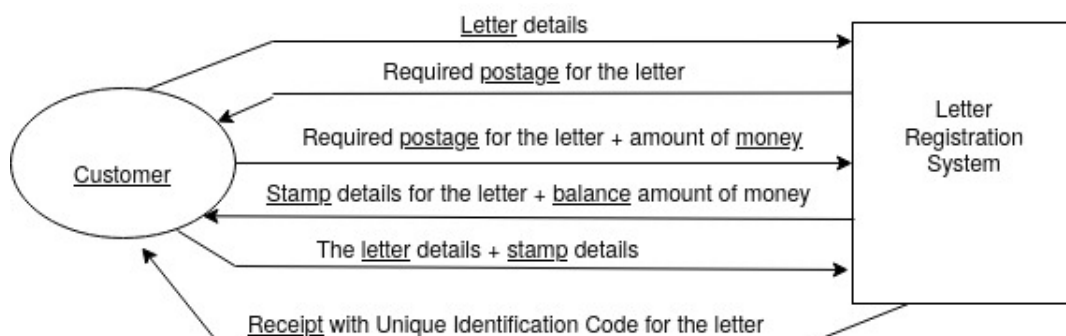 Letter details
Required postage for the letter
Required postage for the letter + amount of money
Stamp details for the letter + balance amount of money
The letter details + stamp details
Receipt with Unique Identification Code for the letter
Customer
Letter
Registration
System